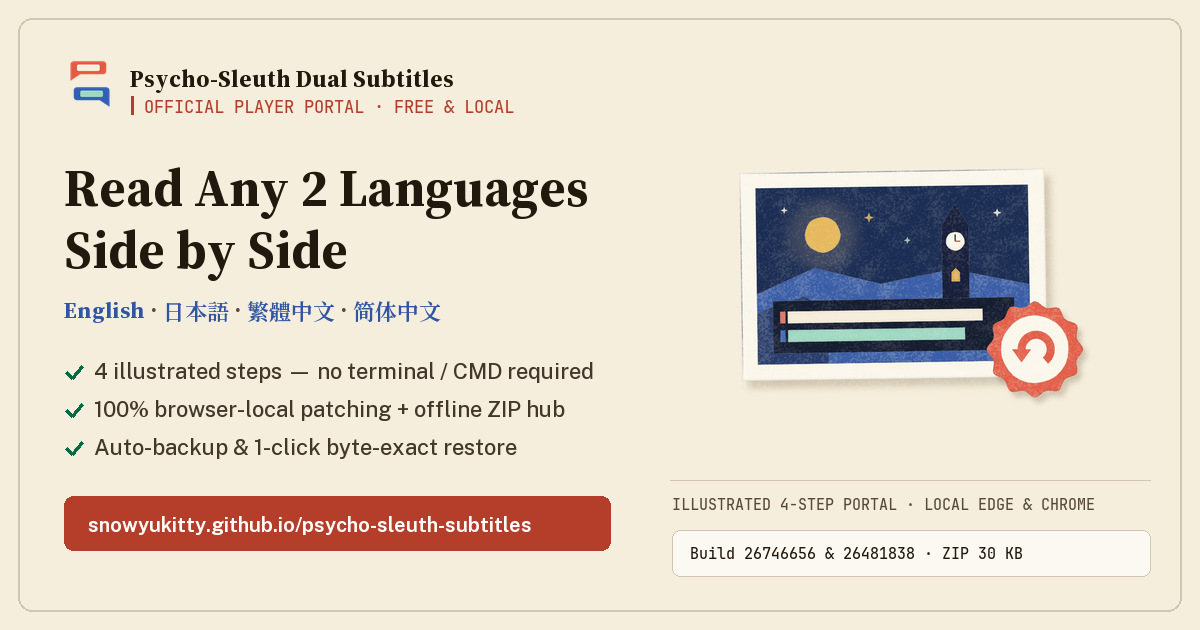 Psycho-Sleuth Dual Subtitles
OFFICIAL PLAYER PORTAL · FREE & LOCAL
Read Any 2 Languages
Side by Side
English · 日本語 · 繁體中文 · 简体中文
4 illustrated steps — no terminal / CMD required
100% browser-local patching + offline ZIP hub
Auto-backup & 1-click byte-exact restore
snowyukitty.github.io/psycho-sleuth-subtitles
ILLUSTRATED 4-STEP PORTAL · LOCAL EDGE & CHROME
Build 26746656 & 26481838 · ZIP 30 KB